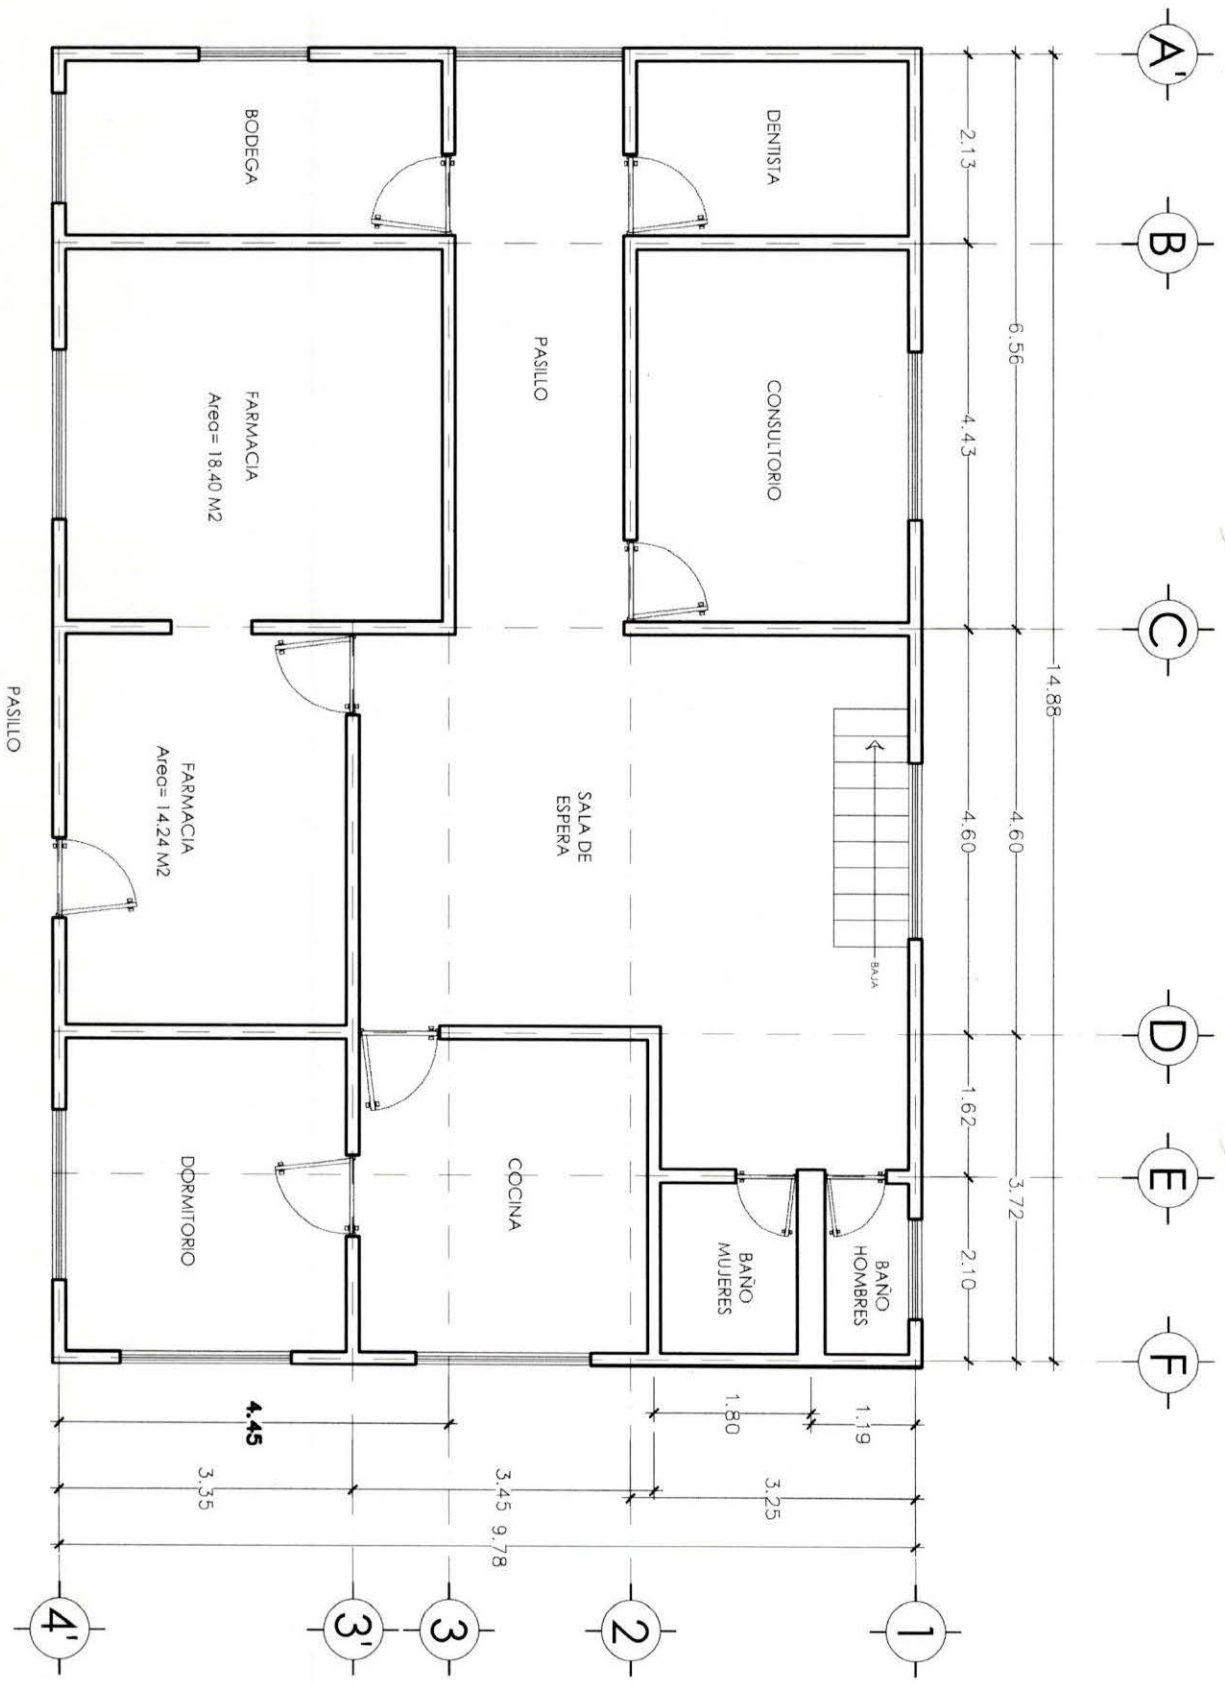 A'
B
C
D
E
F
14.88
6.56
4.60
3.72
2.13
4.43
4.60
1.62
2.10
DENTISTA
CONSULTORIO
BAJA
BAÑO
HOMBRES
BAÑO
MUJERES
PASILLO
SALA DE
ESPERA
COCINA
BODEGA
FARMACIA
Area= 18.40 M2
FARMACIA
Area= 14.24 M2
DORMITORIO
PASILLO
1.19
1.80
3.25
4.45
3.45
3.35
9.78
1
2
3
3'
4'